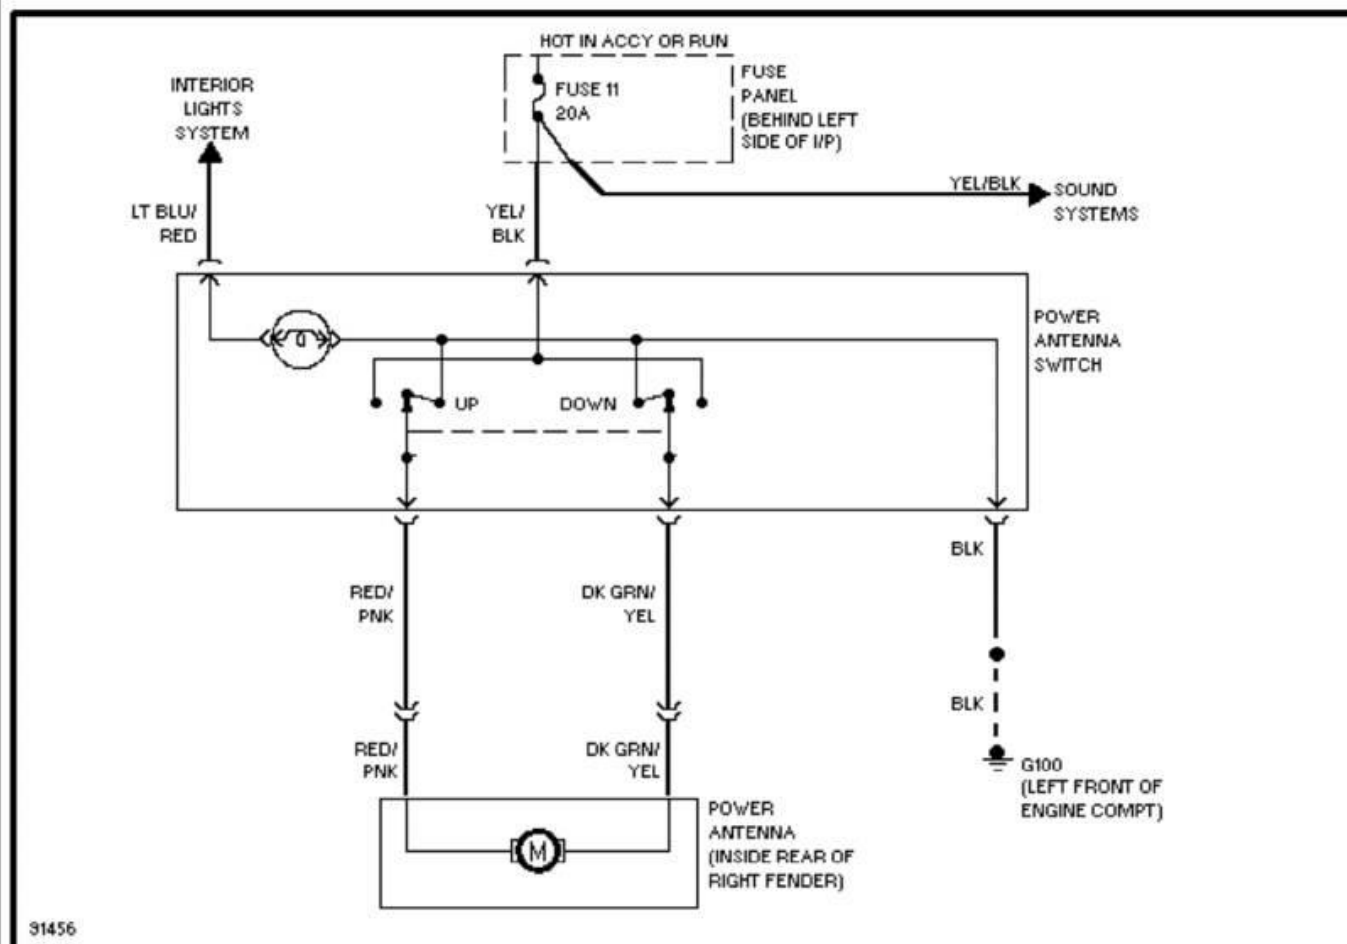 HOT IN ACCY OR RUN
INTERIOR
LIGHTS
SYSTEM
FUSE 11
20A
FUSE
PANEL
(BEHIND LEFT
SIDE OF I/P)
LT BLU/
RED
YEL/
BLK
YEL/BLK
SOUND
SYSTEMS
POWER
ANTENNA
SWITCH
UP
DOWN
RED/
PNK
DK GRN/
YEL
BLK
BLK
RED/
PNK
DK GRN/
YEL
G100
(LEFT FRONT OF
ENGINE COMPT)
M
POWER
ANTENNA
(INSIDE REAR OF
RIGHT FENDER)
91456